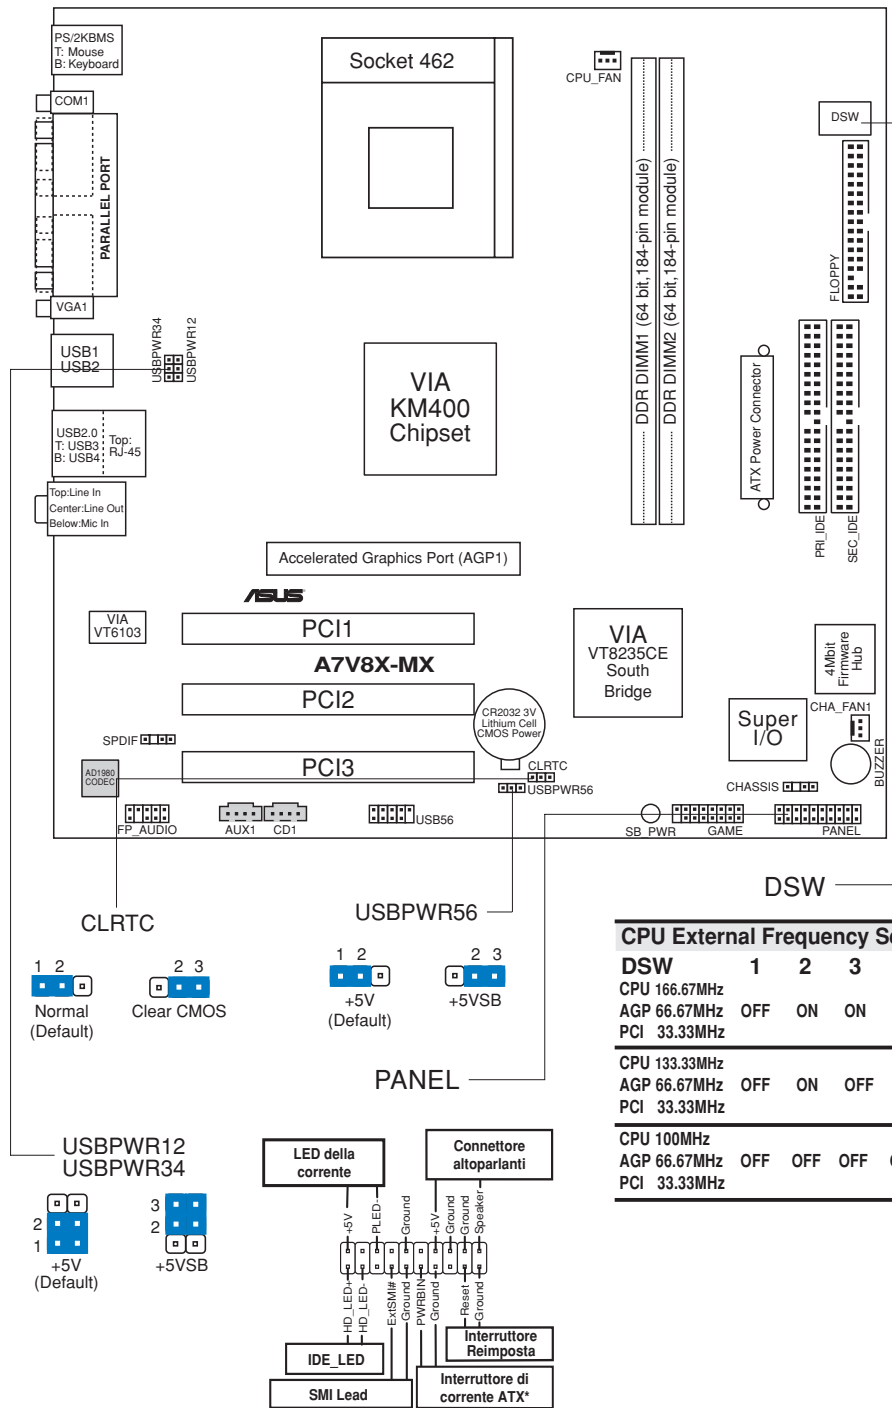 PS/2KBMS
T: Mouse
B: Keyboard
COM1
PARALLEL PORT
VGA1
USB1
USB2
USBPWR34
USBPWR12
USB2.0
T: USB3
B: USB4
Top:
RJ-45
Top:Line In
Center:Line Out
Below:Mic In
Socket 462
CPU_FAN
DDR DIMM1 (64 bit,184-pin module)
DDR DIMM2 (64 bit,184-pin module)
DSW
FLOPPY
ATX Power Connector
PRI_IDE
SEC_IDE
VIA
KM400
Chipset
Accelerated Graphics Port (AGP1)
ASUS
VIA
VT6103
PCI1
A7V8X-MX
PCI2
PCI3
CR2032 3V
Lithium Cell
CMOS Power
VIA
VT8235CE
South
Bridge
4Mbit
Firmware
Hub
Super
I/O
CHA_FAN1
BUZZER
SPDIF
AD1980
CODEC
CLRTC
USBPWR56
CHASSIS
FP_AUDIO
AUX1
CD1
USB56
SB_PWR
GAME
PANEL
DSW
CLRTC
1 2
Normal
(Default)
2 3
Clear CMOS
USBPWR56
1 2
+5V
(Default)
2 3
+5VSB
CPU External Frequency
DSW 1 2 3
CPU 166.67MHz
AGP 66.67MHz OFF ON ON
PCI 33.33MHz
CPU 133.33MHz
AGP 66.67MHz OFF ON OFF
PCI 33.33MHz
CPU 100MHz
AGP 66.67MHz OFF OFF OFF
PCI 33.33MHz
PANEL
USBPWR12
USBPWR34
2
1
+5V
(Default)
3
2
+5VSB
LED della
corrente
Connettore
altoparlanti
+5V
PLED-
Ground
+5V
Ground
Ground
Speaker
HD_LED+
HD_LED-
ExtSMI#
Ground
PWRBIN
Ground
Reset
Ground
IDE_LED
SMI Lead
Interruttore
Reimposta
Interruttore di
corrente ATX*